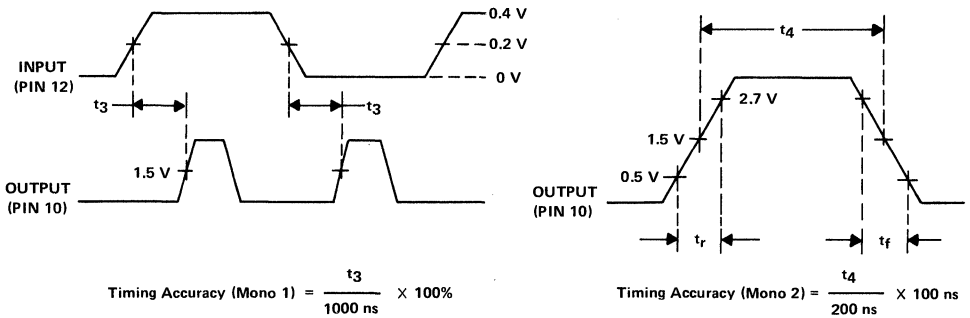 0.4 V
0.2 V
0 V
INPUT
(PIN 12)
t3
t3
1.5 V
OUTPUT
(PIN 10)
Timing Accuracy (Mono 1) = t3 / 1000 ns × 100%
t4
2.7 V
1.5 V
0.5 V
OUTPUT
(PIN 10)
tr
tf
Timing Accuracy (Mono 2) = t4 / 200 ns × 100 ns